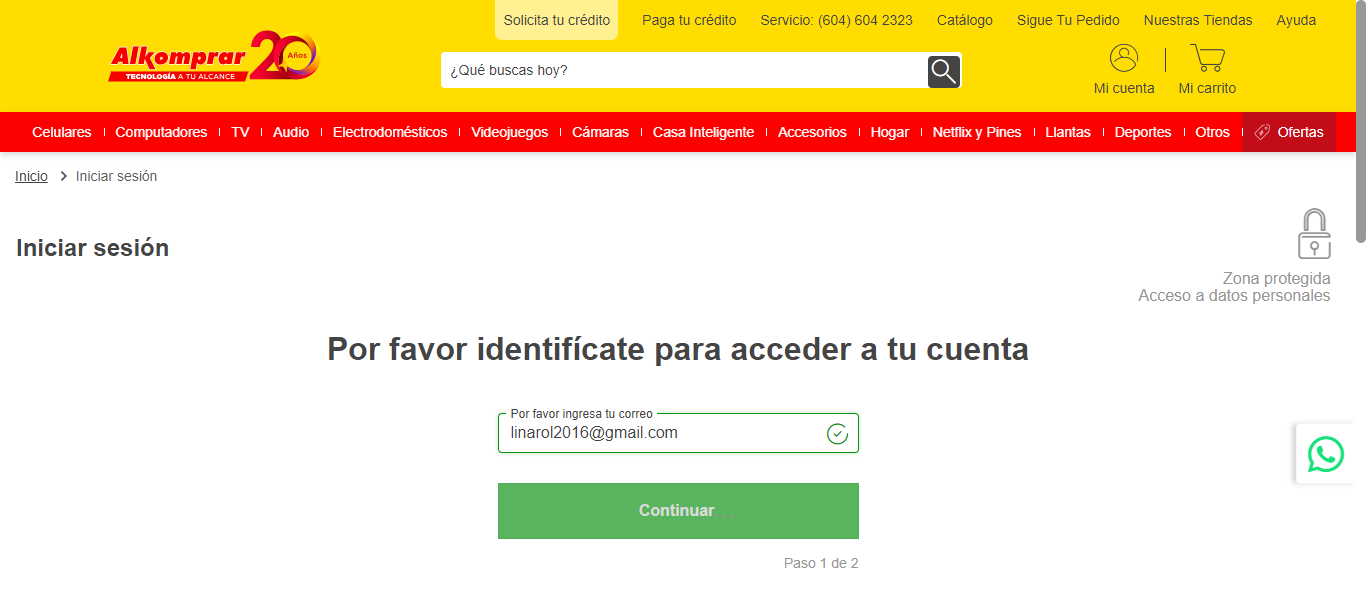 Solicita tu crédito Paga tu crédito Servicio: (604) 604 2323 Catálogo Sigue Tu Pedido Nuestras Tiendas Ayuda
Alkomprar 20 Años
TECNOLOGÍA A TU ALCANCE
¿Qué buscas hoy?
Mi cuenta Mi carrito
Celulares Computadores TV Audio Electrodomésticos Videojuegos Cámaras Casa Inteligente Accesorios Hogar Netflix y Pines Llantas Deportes Otros Ofertas
Inicio > Iniciar sesión
Iniciar sesión
Zona protegida
Acceso a datos personales
Por favor identifícate para acceder a tu cuenta
Por favor ingresa tu correo
linarol2016@gmail.com
Continuar...
Paso 1 de 2